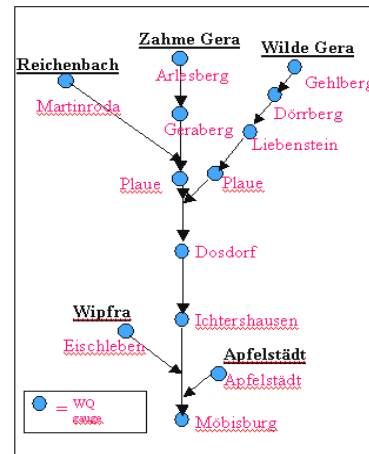 Zahme Gera
Wilde Gera
Reichenbach
Arlesberg
Gehlberg
Martinroda
Dörrberg
Geraberg
Liebenstein
Plaue
Plaue
Dosdorf
Wipfra
Ichtershausen
Eischleben
Apfelstädt
Apfelstädt
= WQ
gauge
Möbisburg